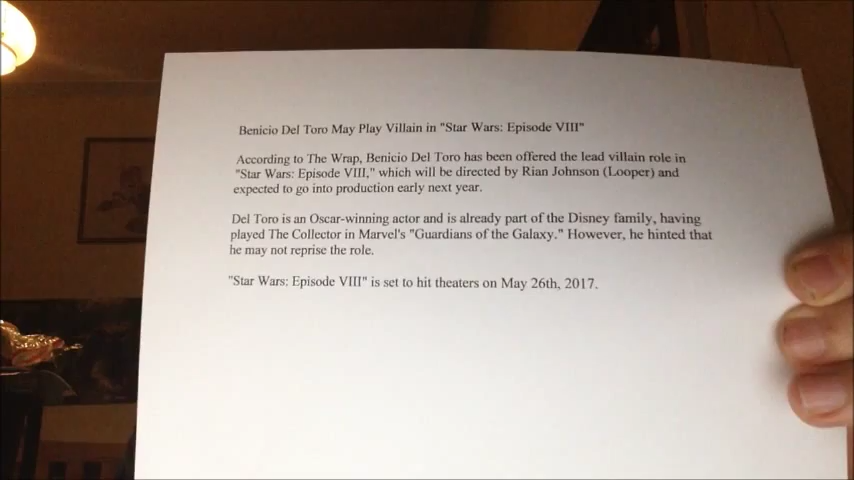 Benicio Del Toro May Play Villain in "Star Wars: Episode VIII"
According to The Wrap, Benicio Del Toro has been offered the lead villain role in
"Star Wars: Episode VIII," which will be directed by Rian Johnson (Looper) and
expected to go into production early next year.
Del Toro is an Oscar-winning actor and is already part of the Disney family, having
played The Collector in Marvel's "Guardians of the Galaxy." However, he hinted that
he may not reprise the role.
"Star Wars: Episode VIII" is set to hit theaters on May 26th, 2017.